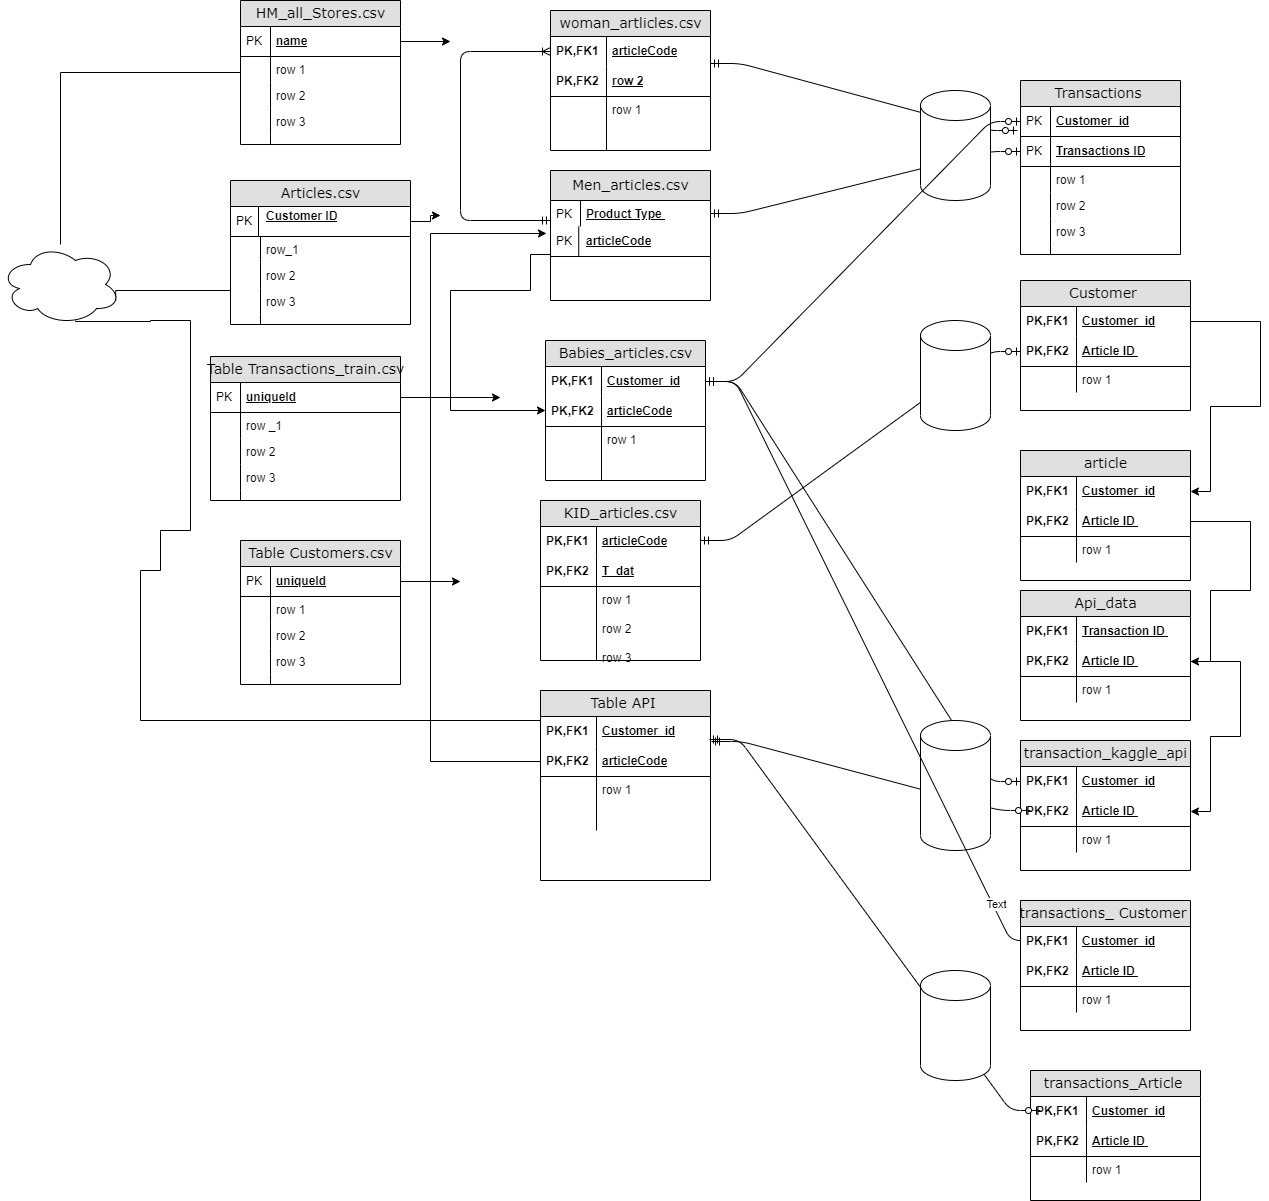 HM_all_Stores.csv
PK name
row 1
row 2
row 3
Articles.csv
PK Customer ID
row_1
row 2
row 3
Table Transactions_train.csv
PK uniqueId
row _1
row 2
row 3
Table Customers.csv
PK uniqueId
row 1
row 2
row 3
woman_artlicles.csv
PK,FK1 articleCode
PK,FK2 row 2
row 1
Men_articles.csv
PK Product Type
PK articleCode
Babies_articles.csv
PK,FK1 Customer_id
PK,FK2 articleCode
row 1
KID_articles.csv
PK,FK1 articleCode
PK,FK2 T_dat
row 1
row 2
row 3
Table API
PK,FK1 Customer_id
PK,FK2 articleCode
row 1
Transactions
PK Customer_id
PK Transactions ID
row 1
row 2
row 3
Customer
PK,FK1 Customer_id
PK,FK2 Article ID
row 1
article
PK,FK1 Customer_id
PK,FK2 Article ID
row 1
Api_data
PK,FK1 Transaction ID
PK,FK2 Article ID
row 1
transaction_kaggle_api
PK,FK1 Customer_id
PK,FK2 Article ID
row 1
Text
transactions_ Customer
PK,FK1 Customer_id
PK,FK2 Article ID
row 1
transactions_Article
PK,FK1 Customer_id
PK,FK2 Article ID
row 1